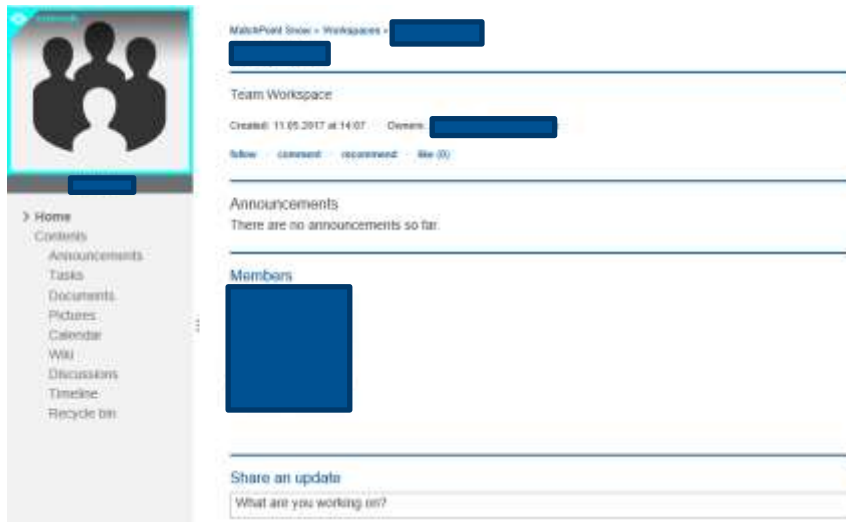 MatchPoint Snow » Workspaces »
Team Workspace
Created: 11.05.2017 at 14:07 · Owners:
follow · comment · recommend · like (0)
Announcements
There are no announcements so far.
Members
Share an update
What are you working on?
> Home
Contents
Announcements
Tasks
Documents
Pictures
Calendar
Wiki
Discussions
Timeline
Recycle bin